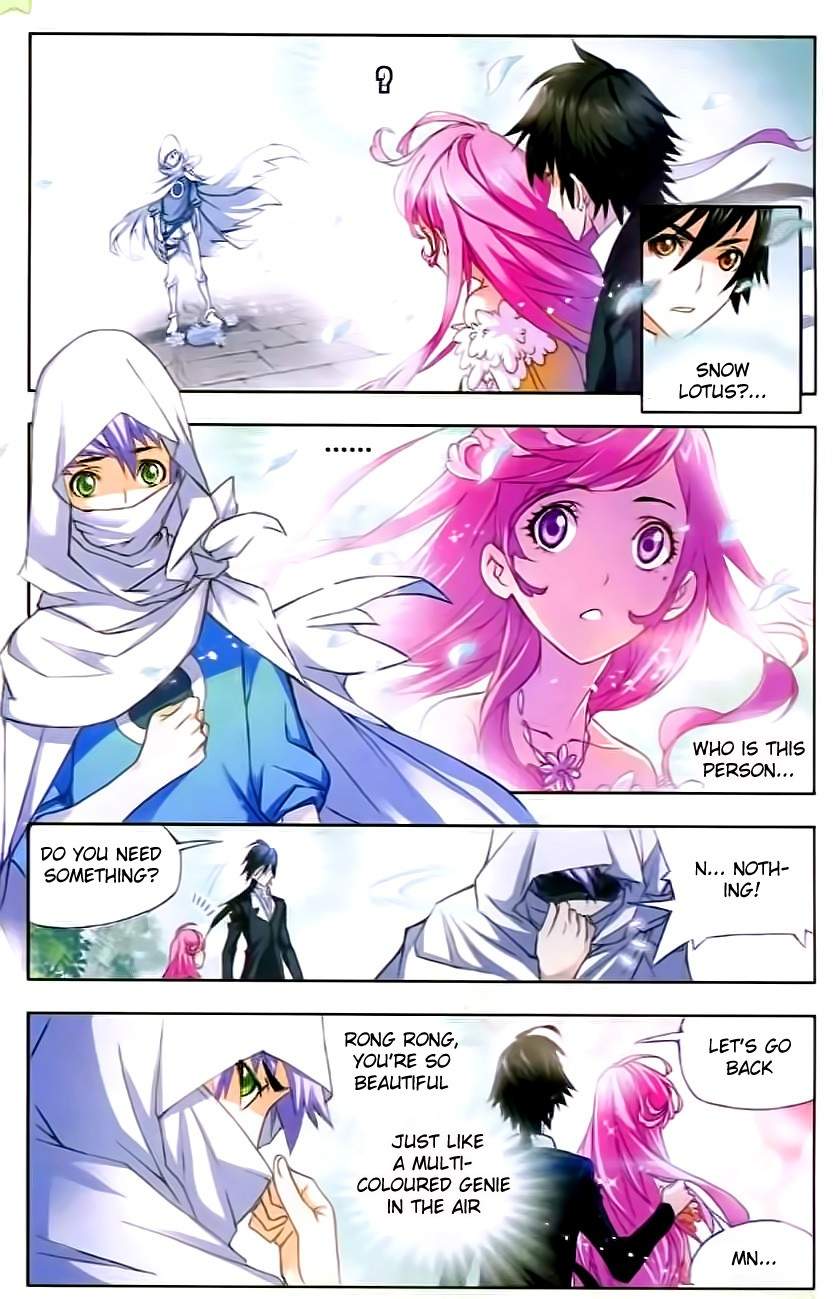 ?
SNOW
LOTUS?...
......
WHO IS THIS
PERSON...
DO YOU NEED
SOMETHING?
N... NOTH-
ING!
RONG RONG,
YOU'RE SO
BEAUTIFUL
JUST LIKE
A MULTI-
COLOURED GENIE
IN THE AIR
LET'S GO
BACK
MN...